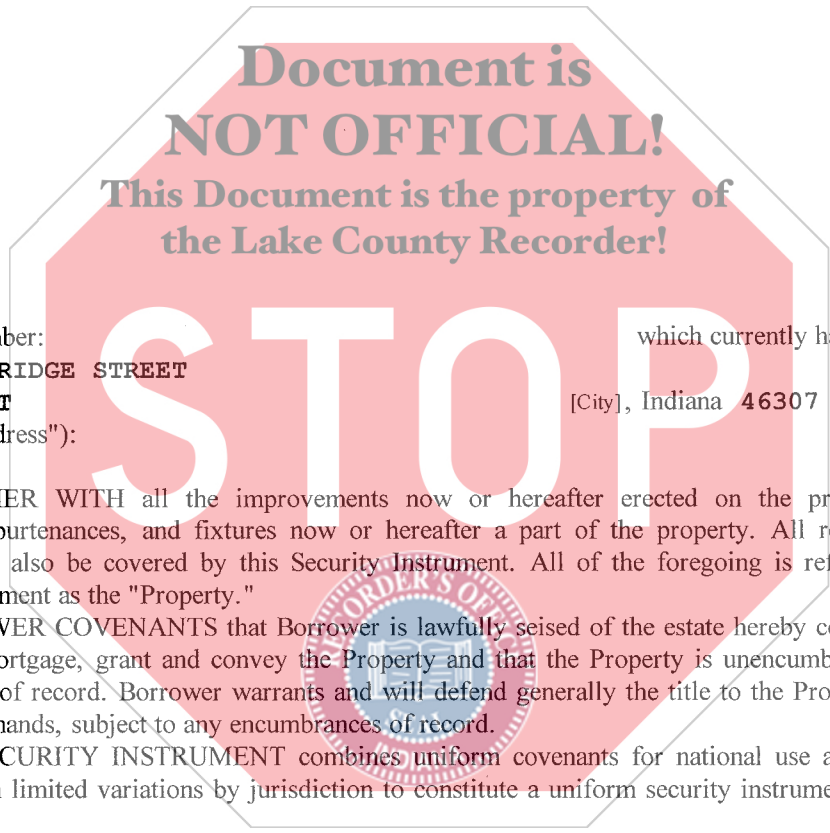 Document is
NOT OFFICIAL!
This Document is the property of
the Lake County Recorder!
STOP
ber: which currently ha
RIDGE STREET
T [City], Indiana 46307
dress"):
ER WITH all the improvements now or hereafter erected on the pr
urtenances, and fixtures now or hereafter a part of the property. All r
also be covered by this Security Instrument. All of the foregoing is ref
ment as the "Property."
WER COVENANTS that Borrower is lawfully seised of the estate hereby c
ortgage, grant and convey the Property and that the Property is unencumb
of record. Borrower warrants and will defend generally the title to the Pro
ands, subject to any encumbrances of record.
CURITY INSTRUMENT combines uniform covenants for national use a
limited variations by jurisdiction to constitute a uniform security instrume
RECORDER'S OFFICE
SEAL